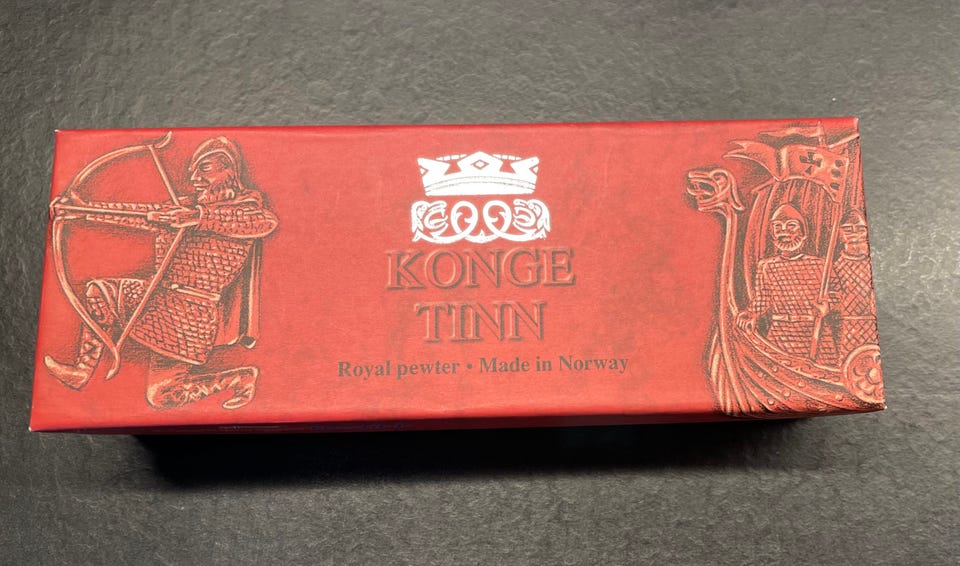 KONGE
TINN
Royal pewter • Made in Norway